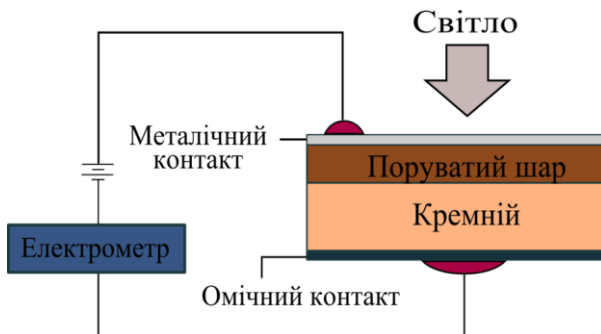 Світло
Металічний
контакт
Поруватий шар
Кремній
Електрометр
Омічний контакт